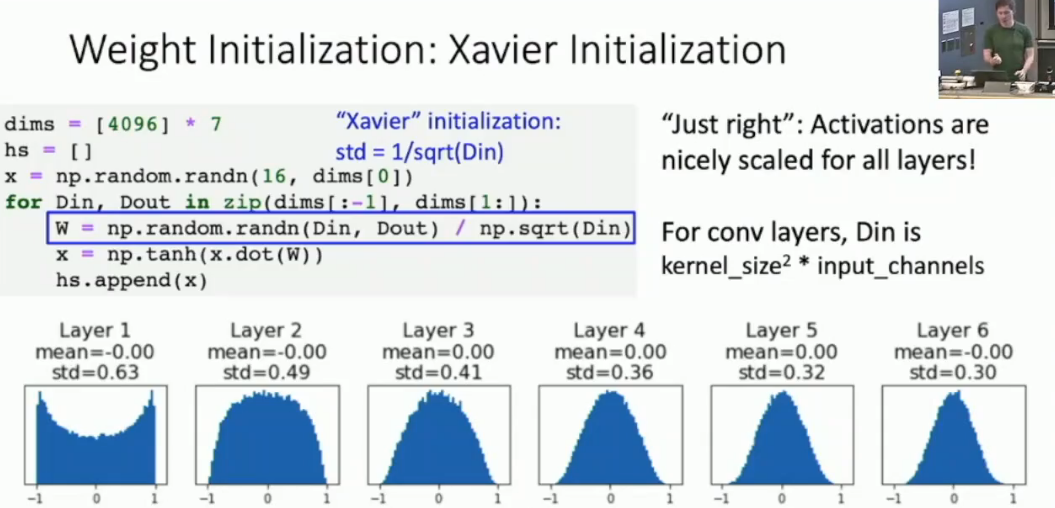 Weight Initialization: Xavier Initialization
dims = [4096] * 7
hs = []
x = np.random.randn(16, dims[0])
for Din, Dout in zip(dims[:-1], dims[1:]):
W = np.random.randn(Din, Dout) / np.sqrt(Din)
x = np.tanh(x.dot(W))
hs.append(x)
“Xavier” initialization:
std = 1/sqrt(Din)
“Just right”: Activations are
nicely scaled for all layers!
For conv layers, Din is
kernel_size² * input_channels
Layer 1
mean=-0.00
std=0.63
-1 0 1
Layer 2
mean=-0.00
std=0.49
-1 0 1
Layer 3
mean=0.00
std=0.41
-1 0 1
Layer 4
mean=0.00
std=0.36
-1 0 1
Layer 5
mean=0.00
std=0.32
-1 0 1
Layer 6
mean=-0.00
std=0.30
-1 0 1